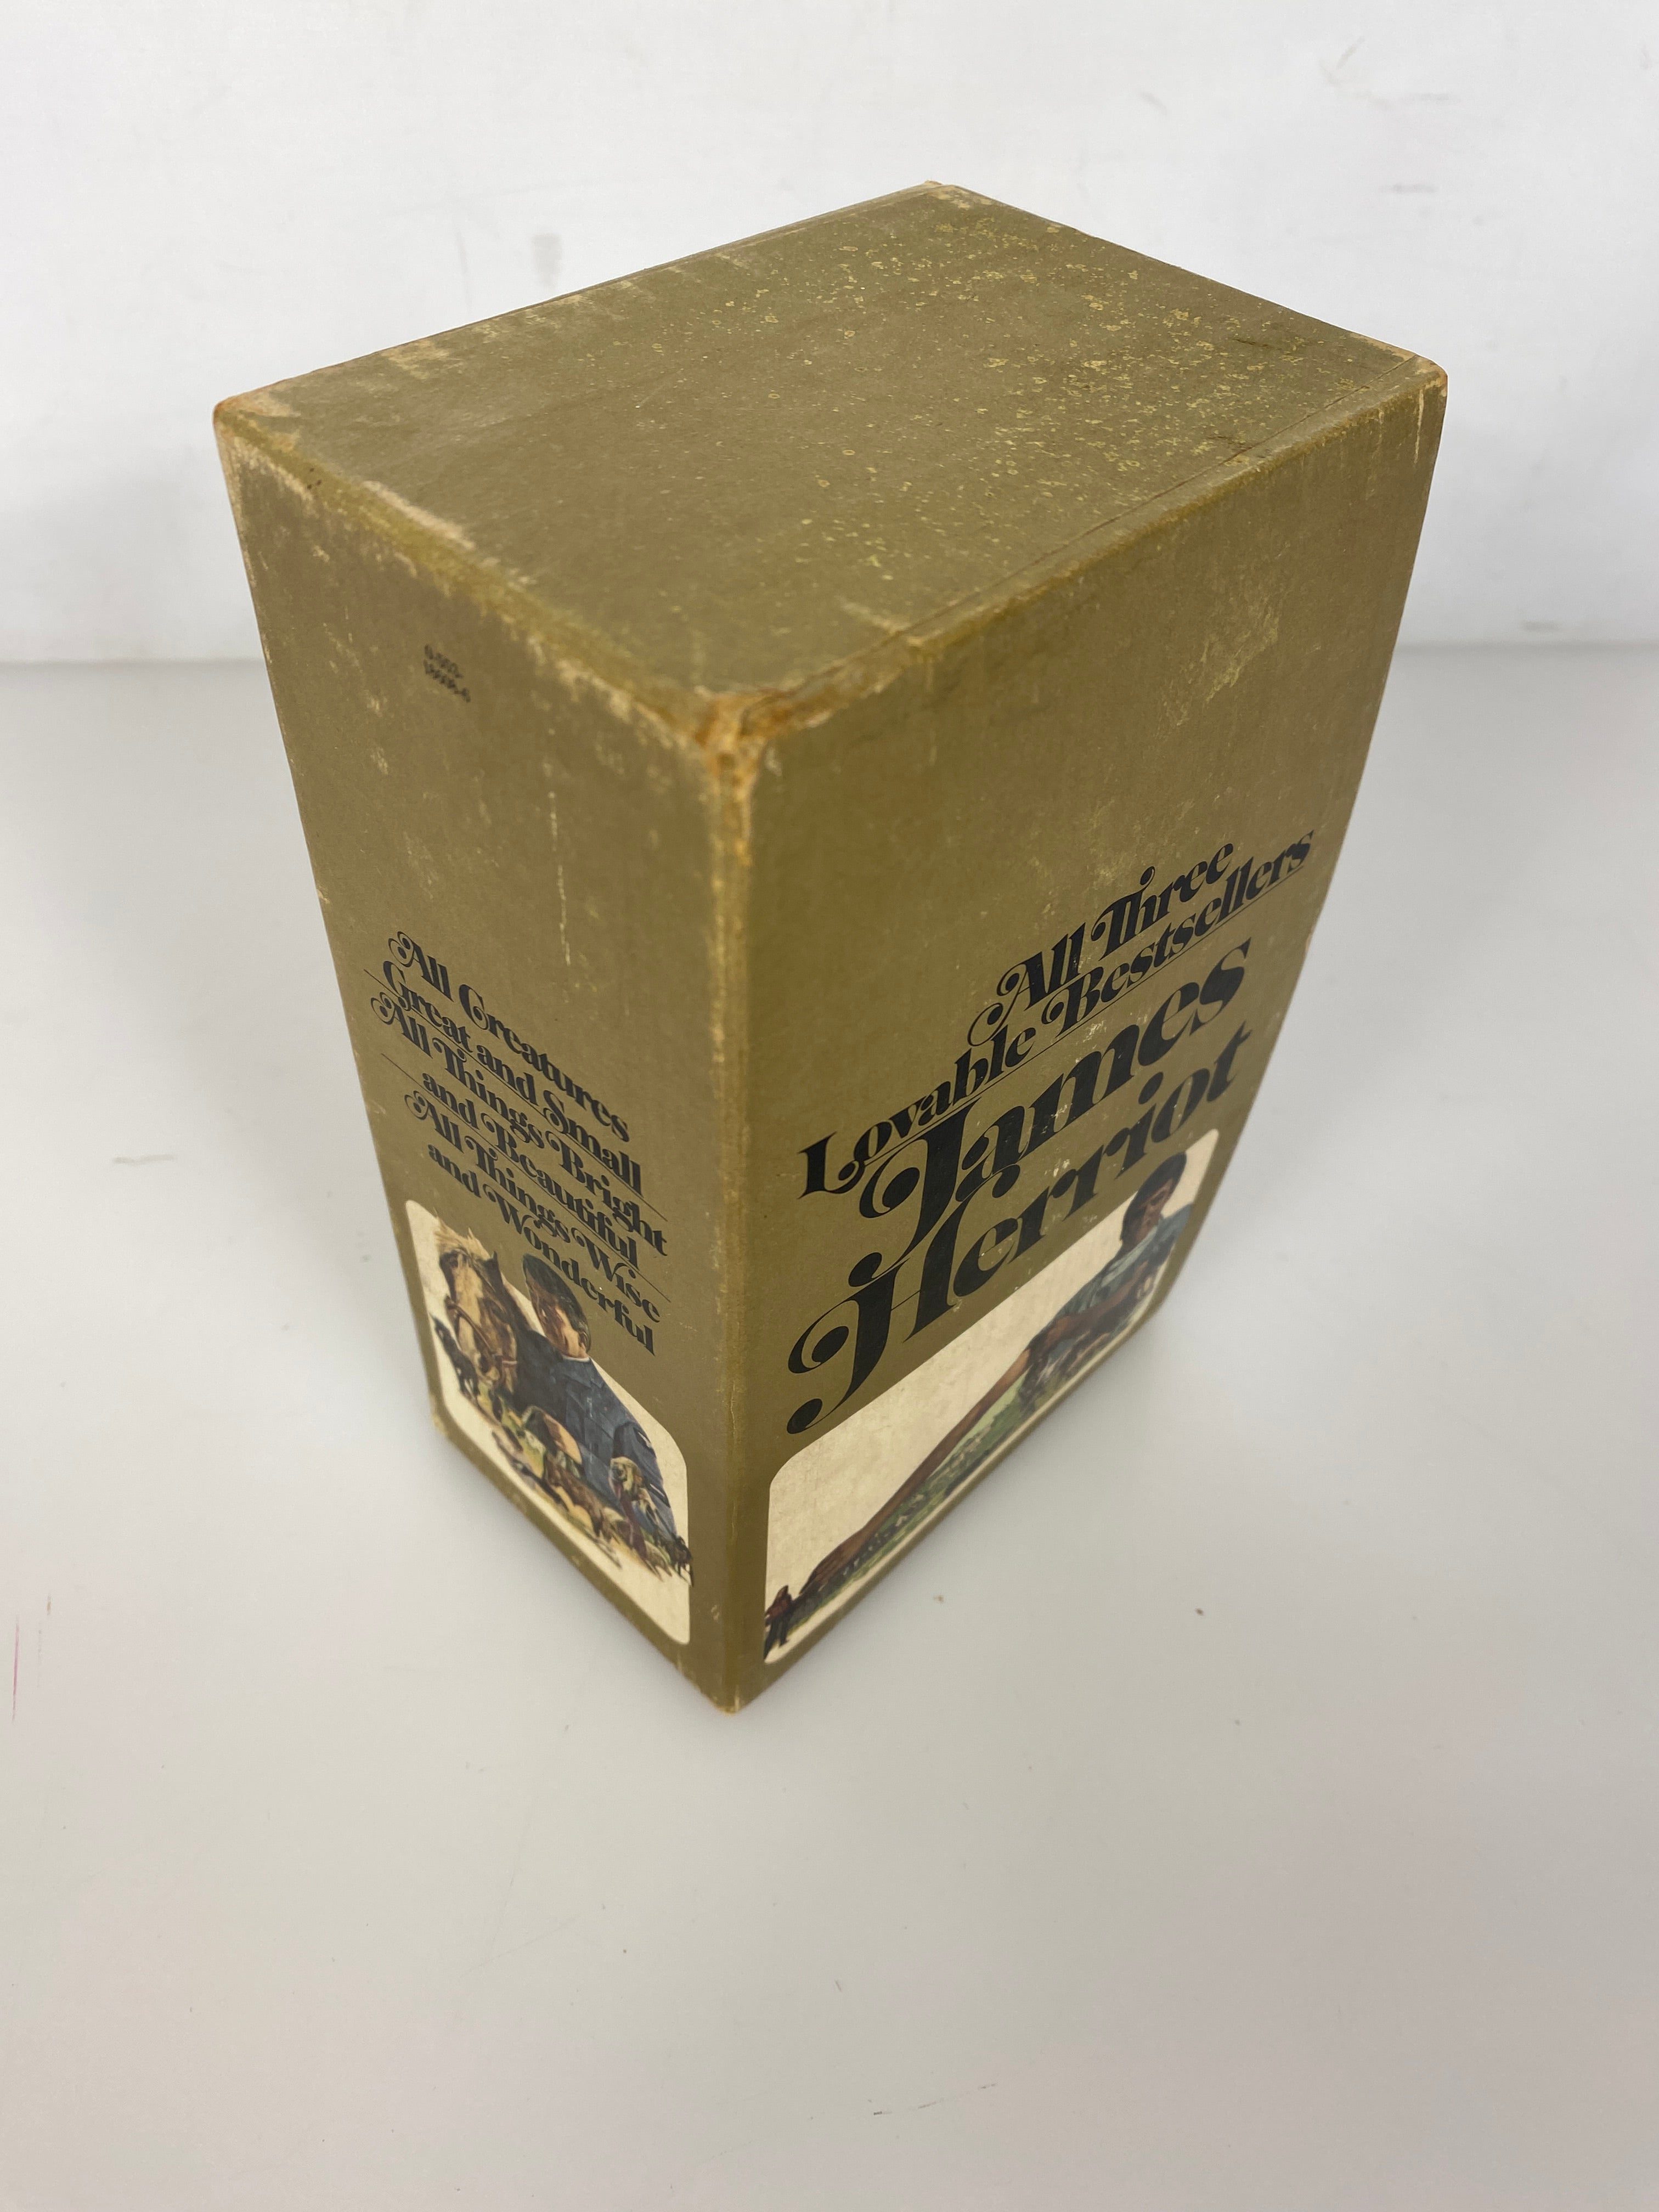 All Creatures
Great and Small
All Things Bright
and Beautiful
All Things Wise
and Wonderful
All Three
Lovable Bestsellers
James
Herriot